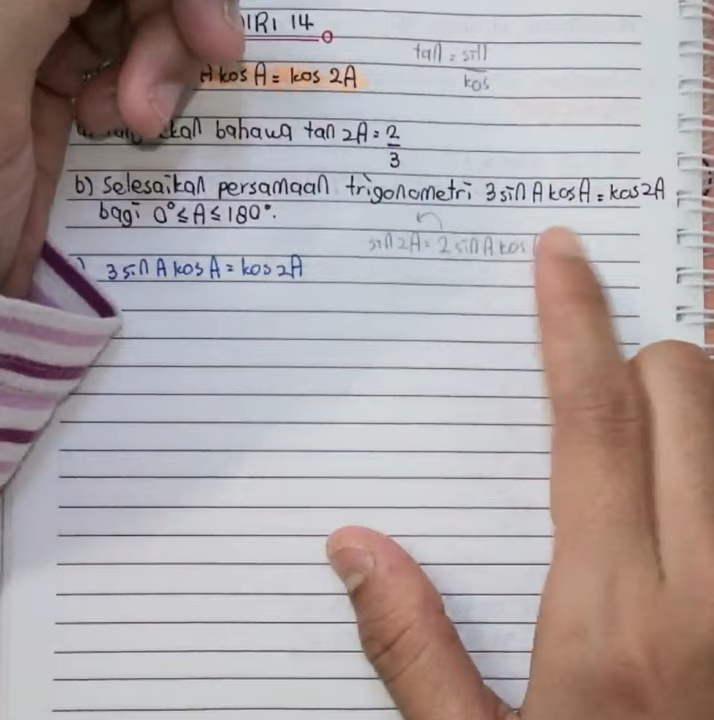 IRI 14
tan = sin
kos
A kos A = kos 2A
bahawa tan 2A = 2
3
b) Selesaikan persamaan trigonometri 3 sin A kos A = kos 2A
bagi 0° ≤ A ≤ 180°.
sin 2A = 2 sin A kos
3 sin A kos A = kos 2A